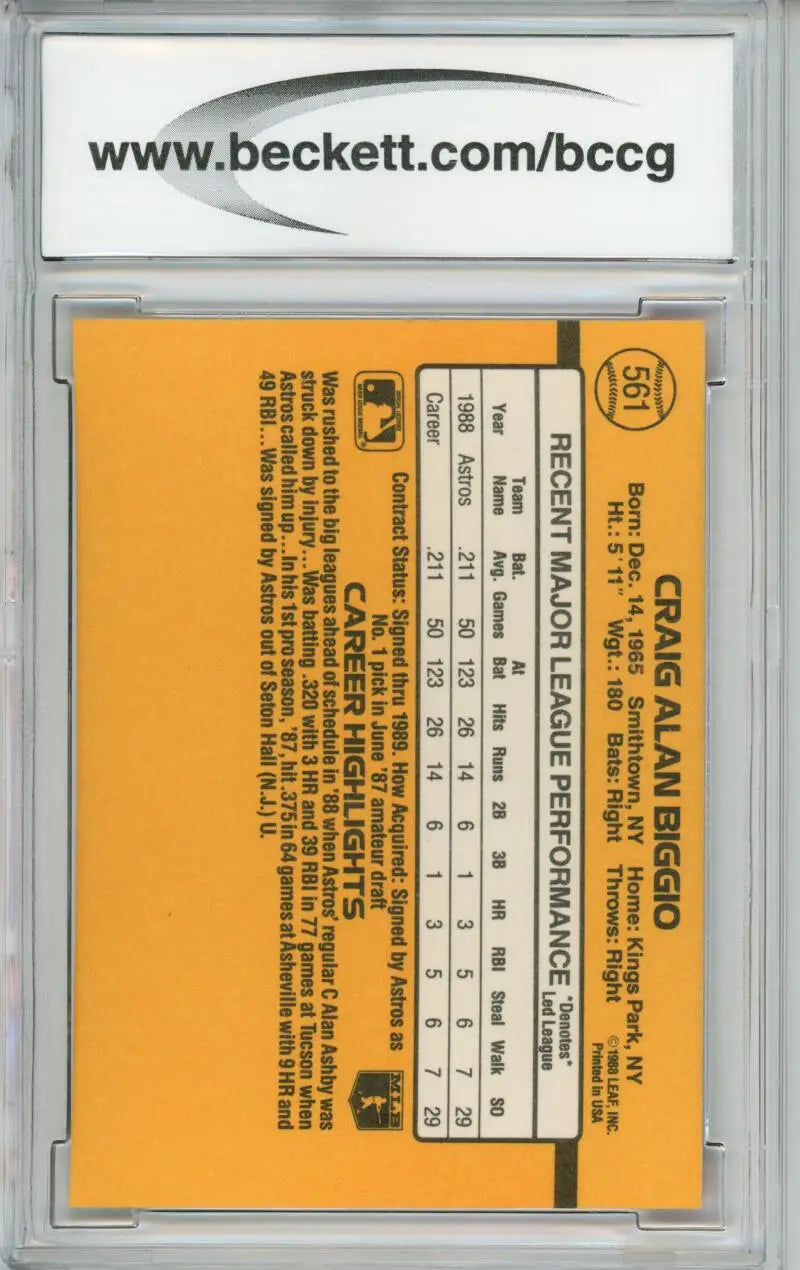 www.beckett.com/bccg
561
CRAIG ALAN BIGGIO
Born: Dec. 14, 1965 Smithtown, NY Home: Kings Park, NY
Ht.: 5'11" Wgt.: 180 Bats: Right Throws: Right
©1988 LEAF, INC.
Printed in USA
RECENT MAJOR LEAGUE PERFORMANCE *Denotes*
Led League
Year Team Name Bat. Avg. Games At Bat Hits Runs 2B 3B HR RBI Steal Walk SO
1988 Astros .211 50 123 26 14 6 1 3 5 6 7 29
Career .211 50 123 26 14 6 1 3 5 6 7 29
Contract Status: Signed thru 1989. How Acquired: Signed by Astros as
No. 1 pick in June '87 amateur draft
CAREER HIGHLIGHTS
MLB
Was rushed to the big leagues ahead of schedule in '88 when Astros' regular C Alan Ashby was
struck down by injury... Was batting .320 with 3 HR and 39 RBI in 77 games at Tucson when
Astros called him up...In his 1st pro season, '87, hit .375 in 64 games at Asheville with 9 HR and
49 RBI... Was signed by Astros out of Seton Hall (N.J.) U.